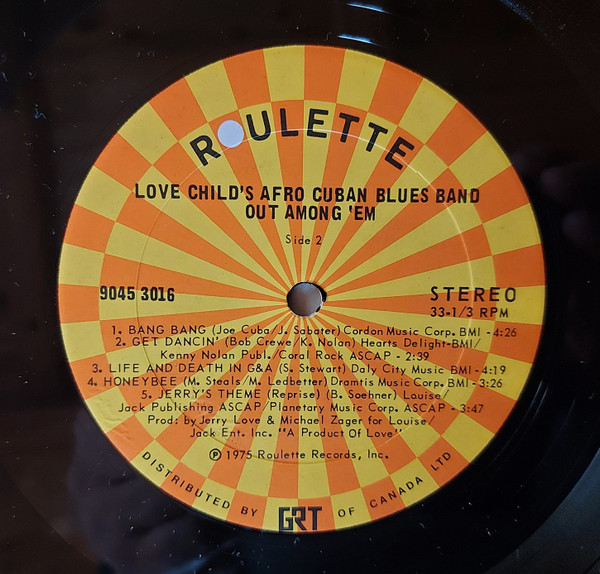 ROULETTE
LOVE CHILD'S AFRO CUBAN BLUES BAND
OUT AMONG 'EM
Side 2
9045 3016
STEREO
33-1/3 RPM
1. BANG BANG (Joe Cuba/J. Sabater) Cordon Music Corp. BMI - 4:26
2. GET DANCIN' (Bob Crewe/K. Nolan) Hearts Delight-BMI/
Kenny Nolan Publ. Coral Rock ASCAP - 2:39
3. LIFE AND DEATH IN G&A (S. Stewart) Daly City Music BMI - 4:19
4. HONEYBEE (M. Steals/M. Ledbetter) Dramtis Music Corp. BMI - 3:26
5. JERRY'S THEME (Reprise) (B. Soehner) Louise/
Jack Publishing ASCAP/Planetary Music Corp. ASCAP - 3:47
Prod: by Jerry Love & Michael Zager for Louise/
Jack Ent. Inc. "A Product Of Love"
Ⓟ 1975 Roulette Records, Inc.
DISTRIBUTED BY GRT OF CANADA LTD